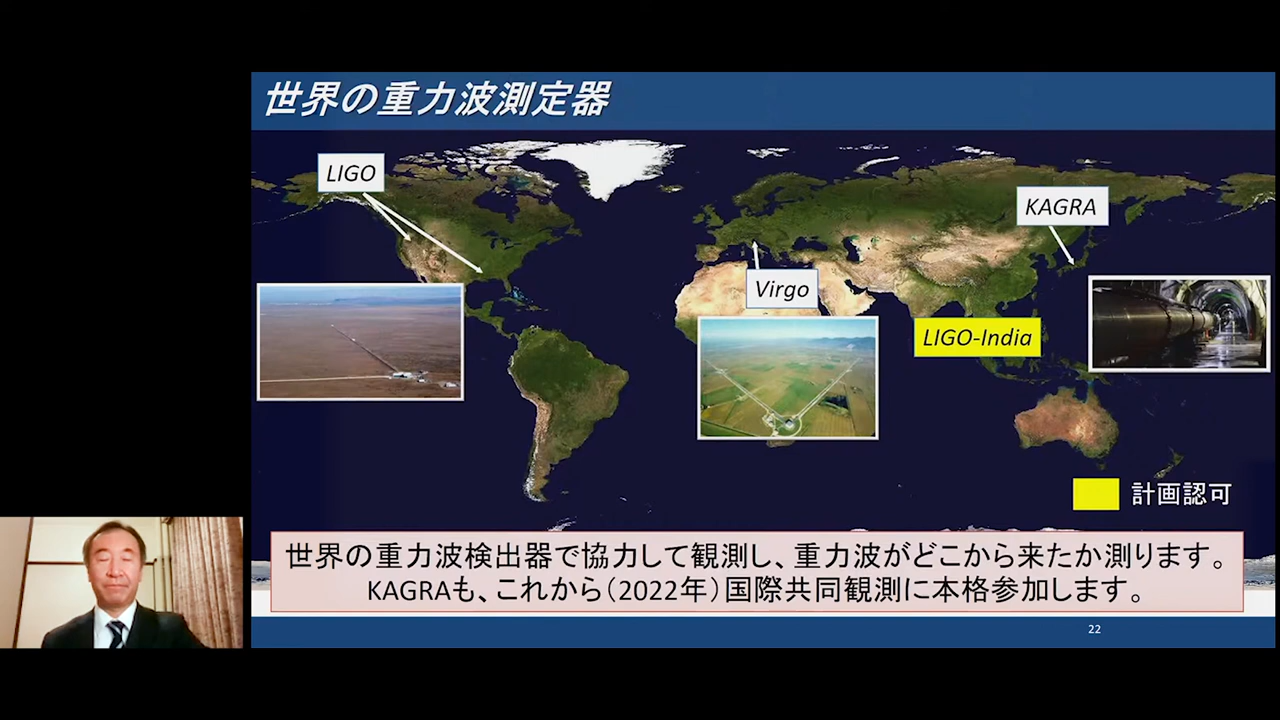 世界の重力波測定器
LIGO
KAGRA
Virgo
LIGO-India
計画認可
世界の重力波検出器で協力して観測し、重力波がどこから来たか測ります。
KAGRAも、これから（2022年）国際共同観測に本格参加します。
22